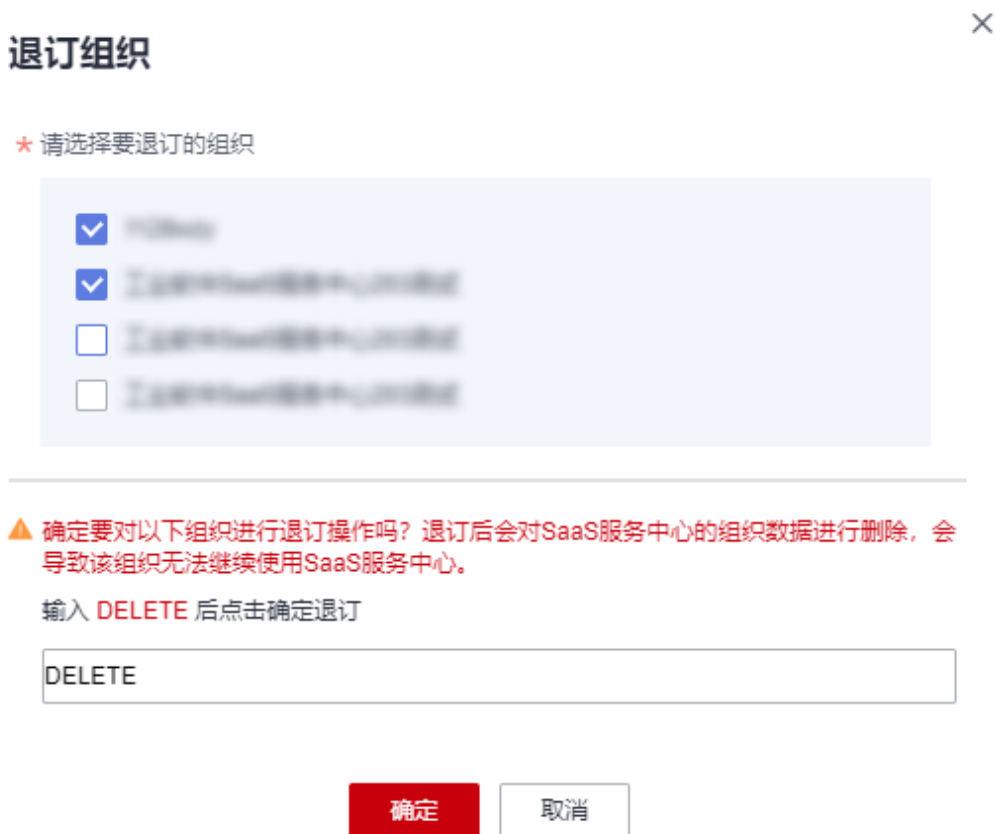 退订组织
* 请选择要退订的组织
确定要对以下组织进行退订操作吗？退订后会对SaaS服务中心的组织数据进行删除，会
导致该组织无法继续使用SaaS服务中心。
输入 DELETE 后点击确定退订
DELETE
确定
取消